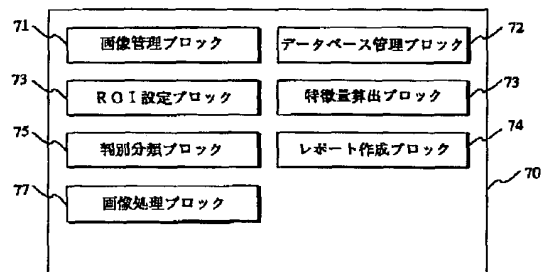 71 画像管理ブロック データベース管理ブロック 72
73 ROI設定ブロック 特徴量算出ブロック 73
75 判別分類ブロック レポート作成ブロック 74
77 画像処理ブロック 70